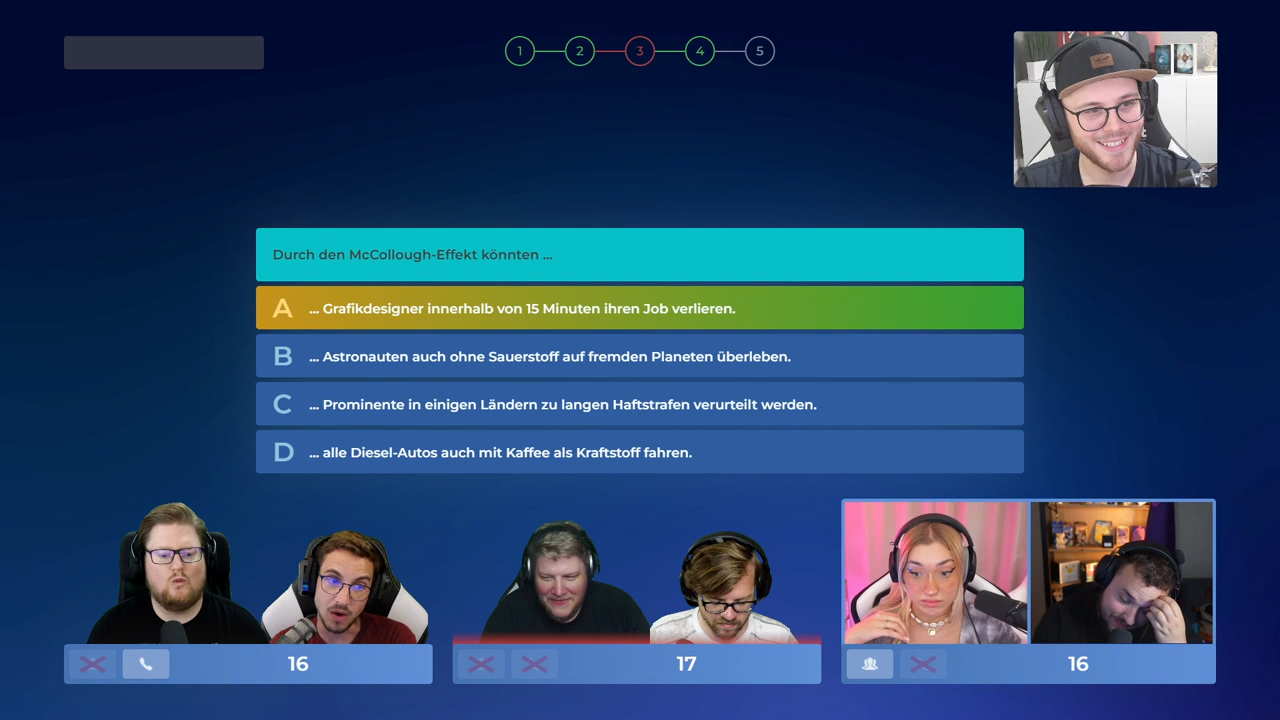 1 2 3 4 5
Durch den McCollough-Effekt könnten ...
A ... Grafikdesigner innerhalb von 15 Minuten ihren Job verlieren.
B ... Astronauten auch ohne Sauerstoff auf fremden Planeten überleben.
C ... Prominente in einigen Ländern zu langen Haftstrafen verurteilt werden.
D ... alle Diesel-Autos auch mit Kaffee als Kraftstoff fahren.
16 17 16